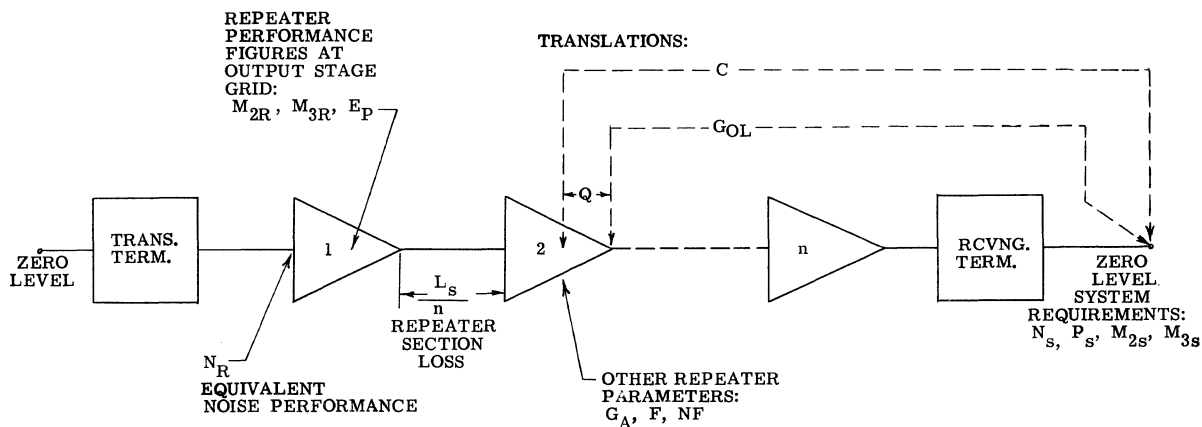 REPEATER
PERFORMANCE
FIGURES AT
OUTPUT STAGE
GRID:
M2R, M3R, EP
TRANSLATIONS:
C
GOL
Q
TRANS.
TERM.
1
2
n
RCVNG.
TERM.
ZERO
LEVEL
Ls
n
REPEATER
SECTION
LOSS
ZERO
LEVEL
SYSTEM
REQUIREMENTS:
Ns, Ps, M2s, M3s
NR
EQUIVALENT
NOISE PERFORMANCE
OTHER REPEATER
PARAMETERS:
GA, F, NF